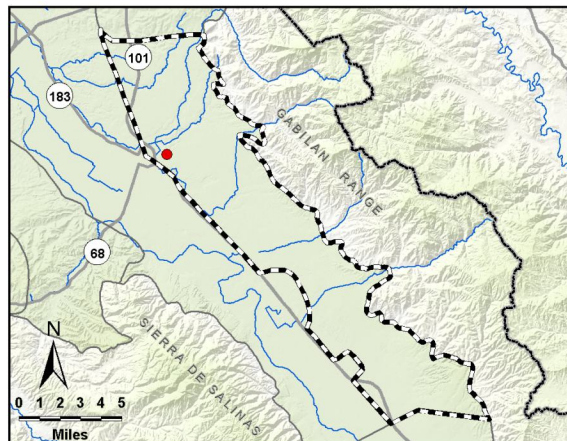 101
183
GABILAN RANGE
68
SIERRA DE SALINAS
N
0 1 2 3 4 5
Miles